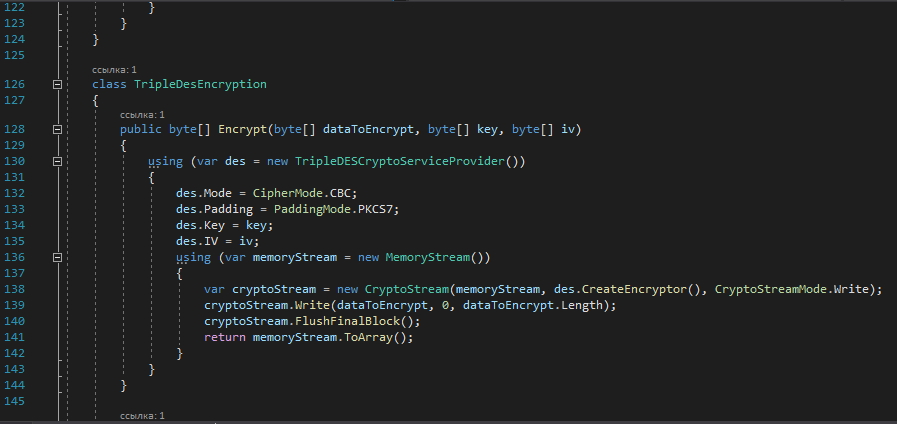 122 }
123 }
124 }
125
ссылка: 1
126 class TripleDesEncryption
127 {
ссылка: 1
128 public byte[] Encrypt(byte[] dataToEncrypt, byte[] key, byte[] iv)
129 {
130 using (var des = new TripleDESCryptoServiceProvider())
131 {
132 des.Mode = CipherMode.CBC;
133 des.Padding = PaddingMode.PKCS7;
134 des.Key = key;
135 des.IV = iv;
136 using (var memoryStream = new MemoryStream())
137 {
138 var cryptoStream = new CryptoStream(memoryStream, des.CreateEncryptor(), CryptoStreamMode.Write);
139 cryptoStream.Write(dataToEncrypt, 0, dataToEncrypt.Length);
140 cryptoStream.FlushFinalBlock();
141 return memoryStream.ToArray();
142 }
143 }
144 }
145
ссылка: 1